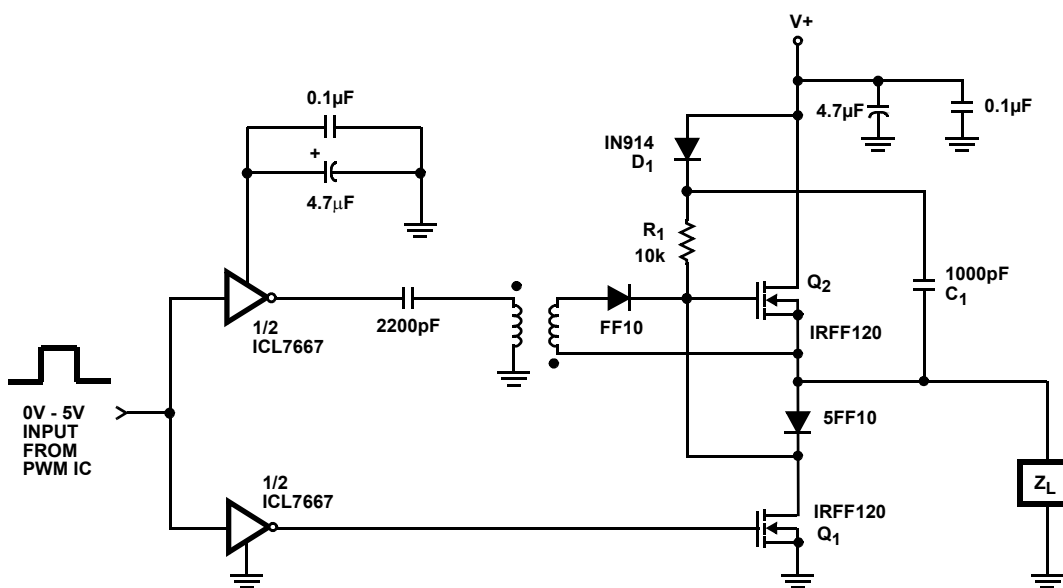 V+
0.1µF
4.7µF
0.1µF
IN914
D1
+
4.7µF
R1
10k
Q2
1000pF
C1
2200pF
FF10
1/2
ICL7667
IRFF120
0V - 5V
INPUT
FROM
PWM IC
5FF10
1/2
ICL7667
ZL
IRFF120
Q1